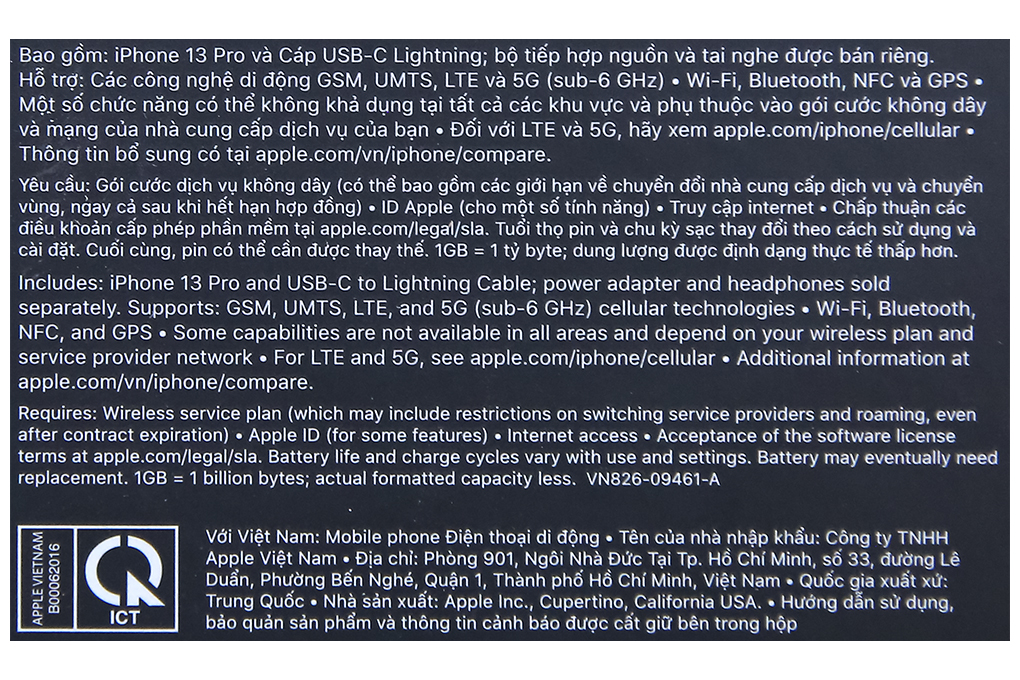 Bao gồm: iPhone 13 Pro và Cáp USB-C Lightning; bộ tiếp hợp nguồn và tai nghe được bán riêng.
Hỗ trợ: Các công nghệ di động GSM, UMTS, LTE và 5G (sub-6 GHz) • Wi-Fi, Bluetooth, NFC và GPS •
Một số chức năng có thể không khả dụng tại tất cả các khu vực và phụ thuộc vào gói cước không dây
và mạng của nhà cung cấp dịch vụ của bạn • Đối với LTE và 5G, hãy xem apple.com/iphone/cellular •
Thông tin bổ sung có tại apple.com/vn/iphone/compare.
Yêu cầu: Gói cước dịch vụ không dây (có thể bao gồm các giới hạn về chuyển đổi nhà cung cấp dịch vụ và chuyển
vùng, ngay cả sau khi hết hạn hợp đồng) • ID Apple (cho một số tính năng) • Truy cập internet • Chấp thuận các
điều khoản cấp phép phần mềm tại apple.com/legal/sla. Tuổi thọ pin và chu kỳ sạc thay đổi theo cách sử dụng và
cài đặt. Cuối cùng, pin có thể cần được thay thế. 1GB = 1 tỷ byte; dung lượng được định dạng thực tế thấp hơn.
Includes: iPhone 13 Pro and USB-C to Lightning Cable; power adapter and headphones sold
separately. Supports: GSM, UMTS, LTE, and 5G (sub-6 GHz) cellular technologies • Wi-Fi, Bluetooth,
NFC, and GPS • Some capabilities are not available in all areas and depend on your wireless plan and
service provider network • For LTE and 5G, see apple.com/iphone/cellular • Additional information at
apple.com/vn/iphone/compare.
Requires: Wireless service plan (which may include restrictions on switching service providers and roaming, even
after contract expiration) • Apple ID (for some features) • Internet access • Acceptance of the software license
terms at apple.com/legal/sla. Battery life and charge cycles vary with use and settings. Battery may eventually need
replacement. 1GB = 1 billion bytes; actual formatted capacity less. VN826-09461-A
APPLE VIETNAM
B00062016
ICT
Với Việt Nam: Mobile phone Điện thoại di động • Tên của nhà nhập khẩu: Công ty TNHH
Apple Việt Nam • Địa chỉ: Phòng 901, Ngôi Nhà Đức Tại Tp. Hồ Chí Minh, số 33, đường Lê
Duẩn, Phường Bến Nghé, Quận 1, Thành phố Hồ Chí Minh, Việt Nam • Quốc gia xuất xứ:
Trung Quốc • Nhà sản xuất: Apple Inc., Cupertino, California USA. • Hướng dẫn sử dụng,
bảo quản sản phẩm và thông tin cảnh báo được cất giữ bên trong hộp